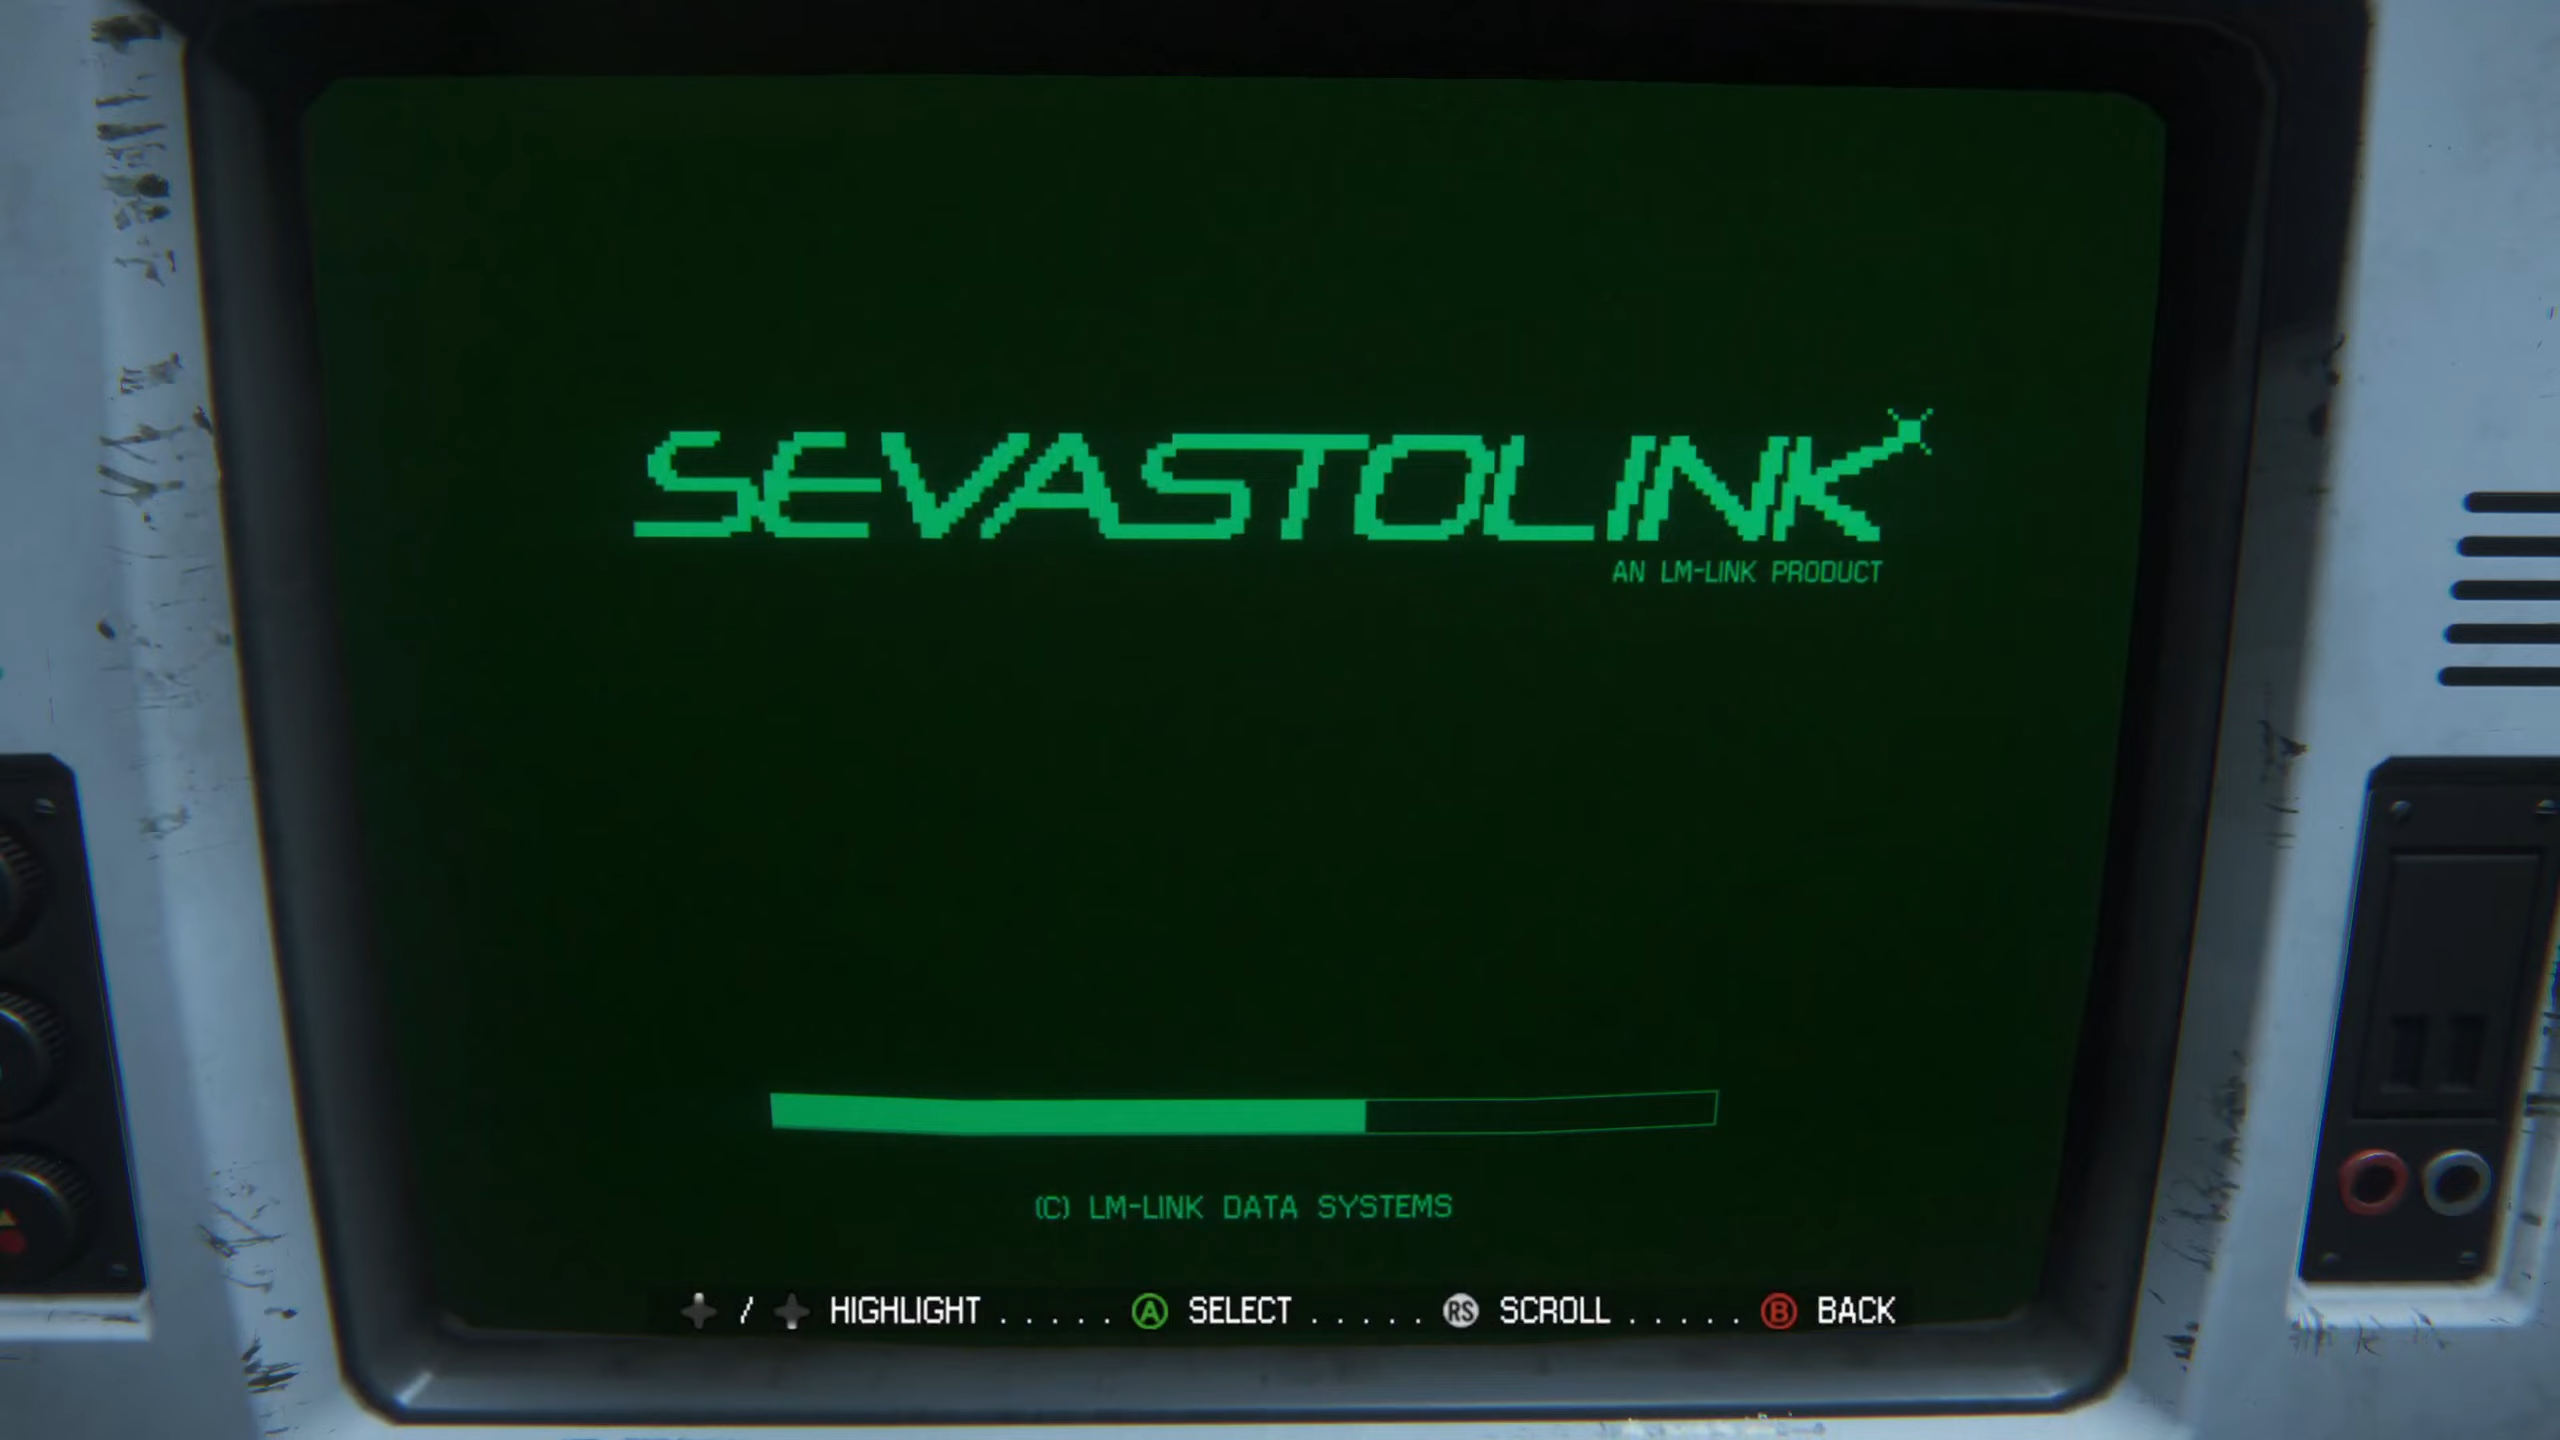 SEVASTOLINK
AN LM-LINK PRODUCT
(C) LM-LINK DATA SYSTEMS
/ HIGHLIGHT ..... A SELECT ..... RS SCROLL ..... B BACK